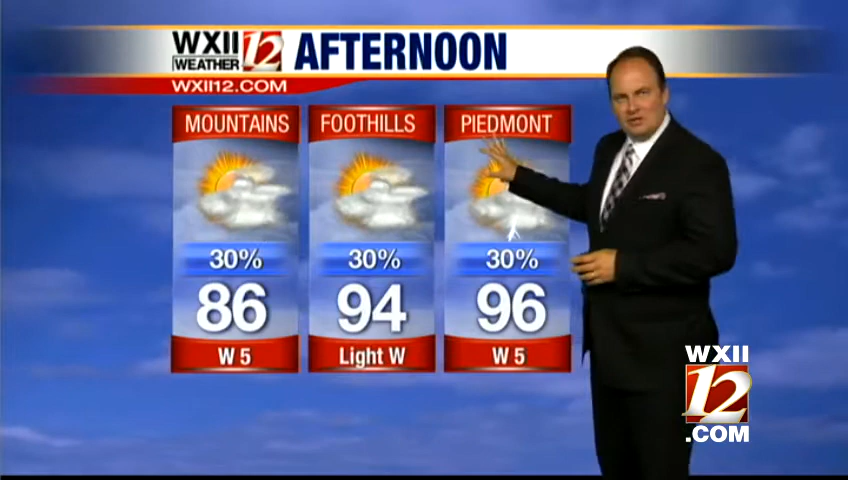 WXII 12 AFTERNOON
WEATHER
WXII12.COM
MOUNTAINS FOOTHILLS PIEDMONT
30% 30% 30%
86 94 96
W 5 Light W W 5
WXII
12
.COM